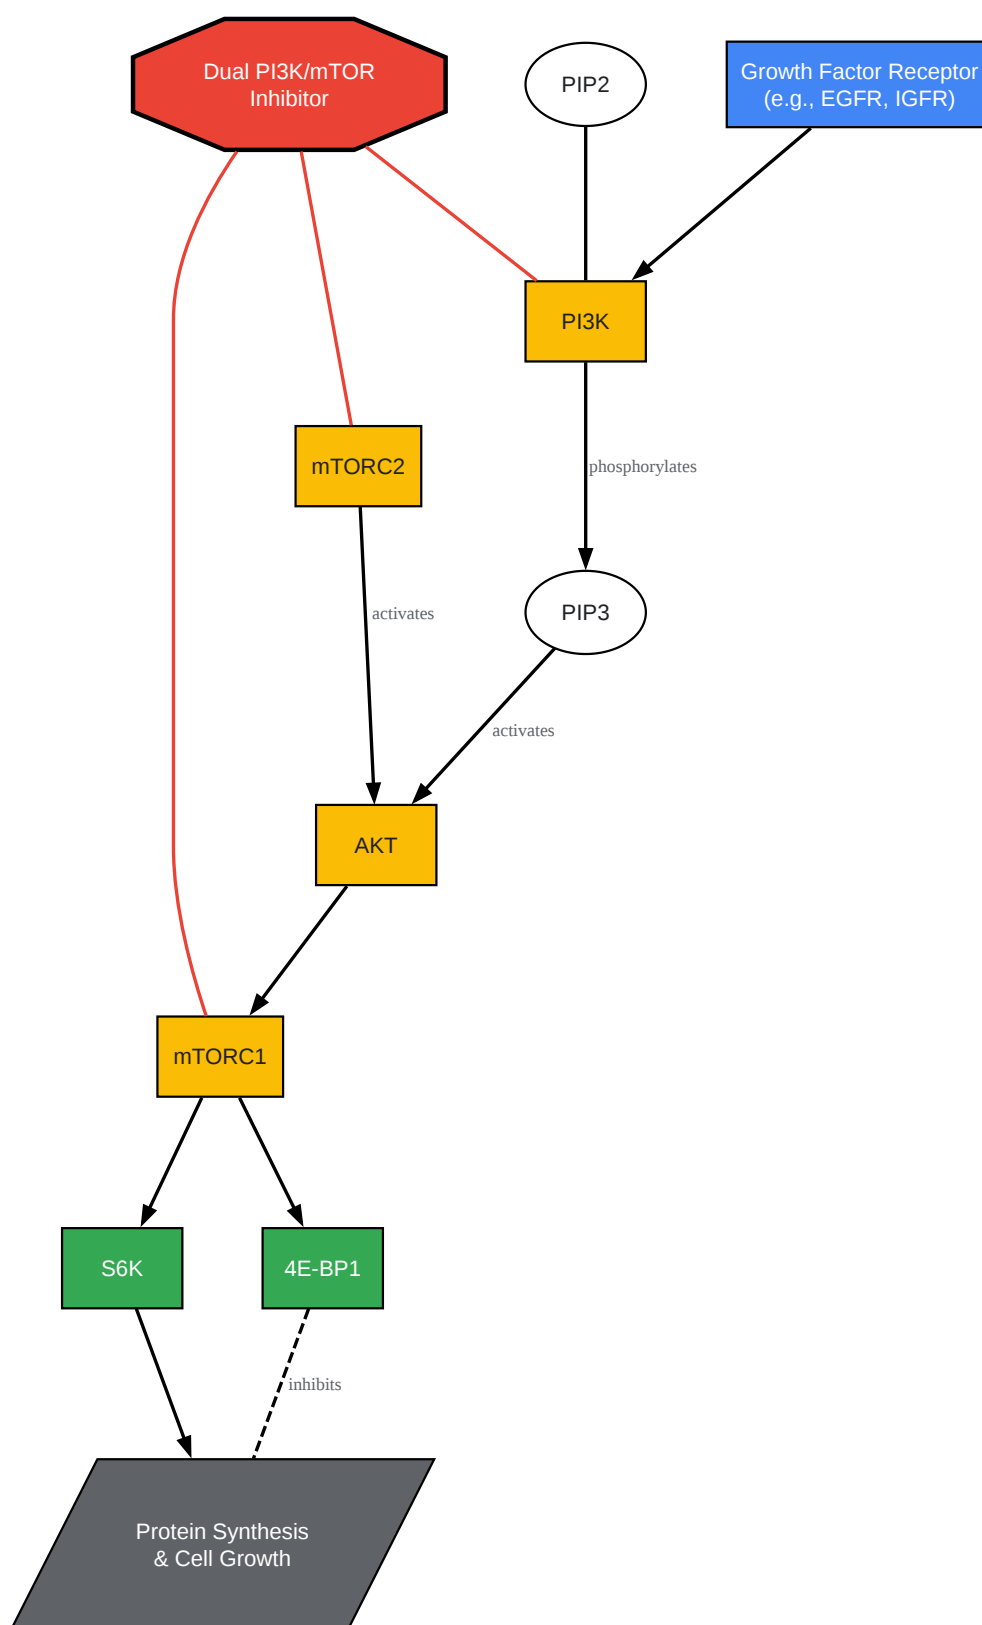 Dual PI3K/mTOR
Inhibitor
PIP2
Growth Factor Receptor
(e.g., EGFR, IGFR)
PI3K
mTORC2
phosphorylates
activates
PIP3
activates
AKT
mTORC1
S6K
4E-BP1
inhibits
Protein Synthesis
& Cell Growth